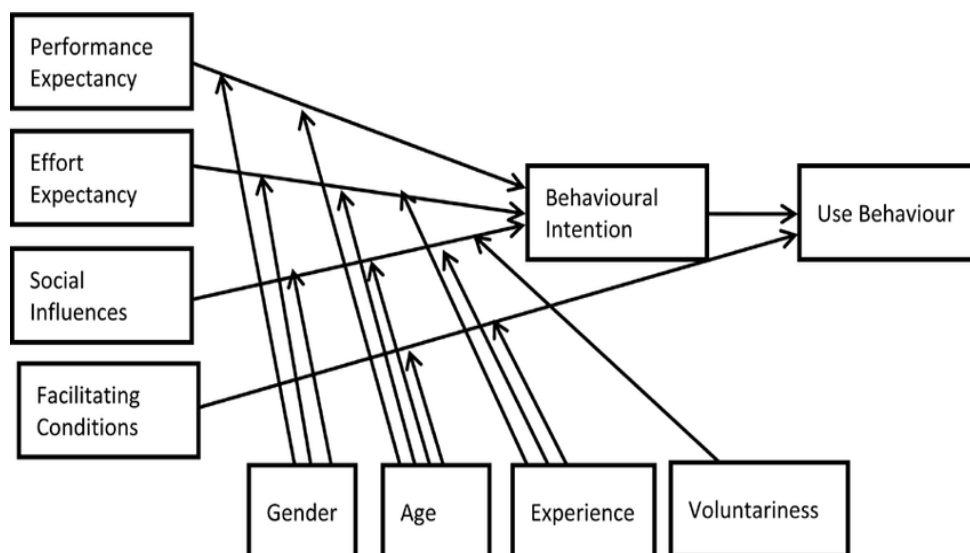 Performance
Expectancy
Effort
Expectancy
Social
Influences
Facilitating
Conditions
Behavioural
Intention
Use Behaviour
Gender
Age
Experience
Voluntariness